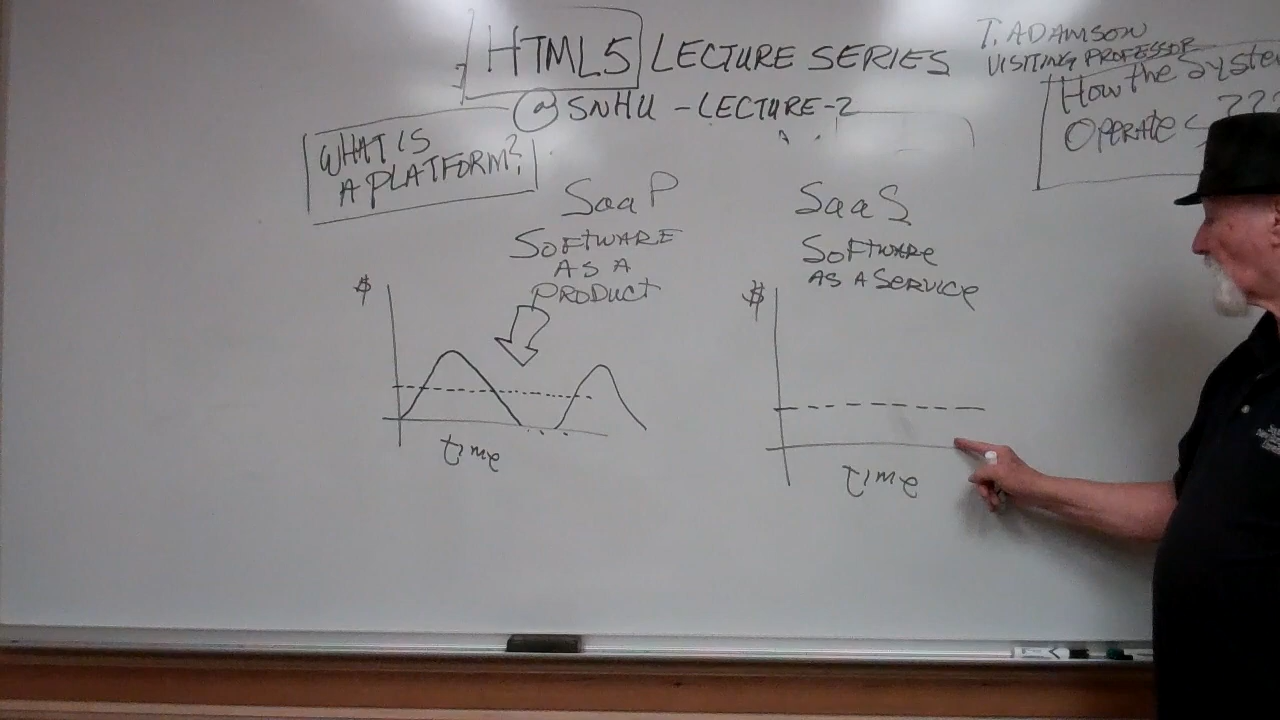 HTML5 LECTURE SERIES
@ SNHU - LECTURE-2
T. ADAMSON
VISITING PROFESSOR
How the Syste
Operates ???
WHAT IS
A PLATFORM?
SaaP
SOFTWARE
AS A
PRODUCT
$
time
SaaS
SOFTWARE
AS A SERVICE
$
time